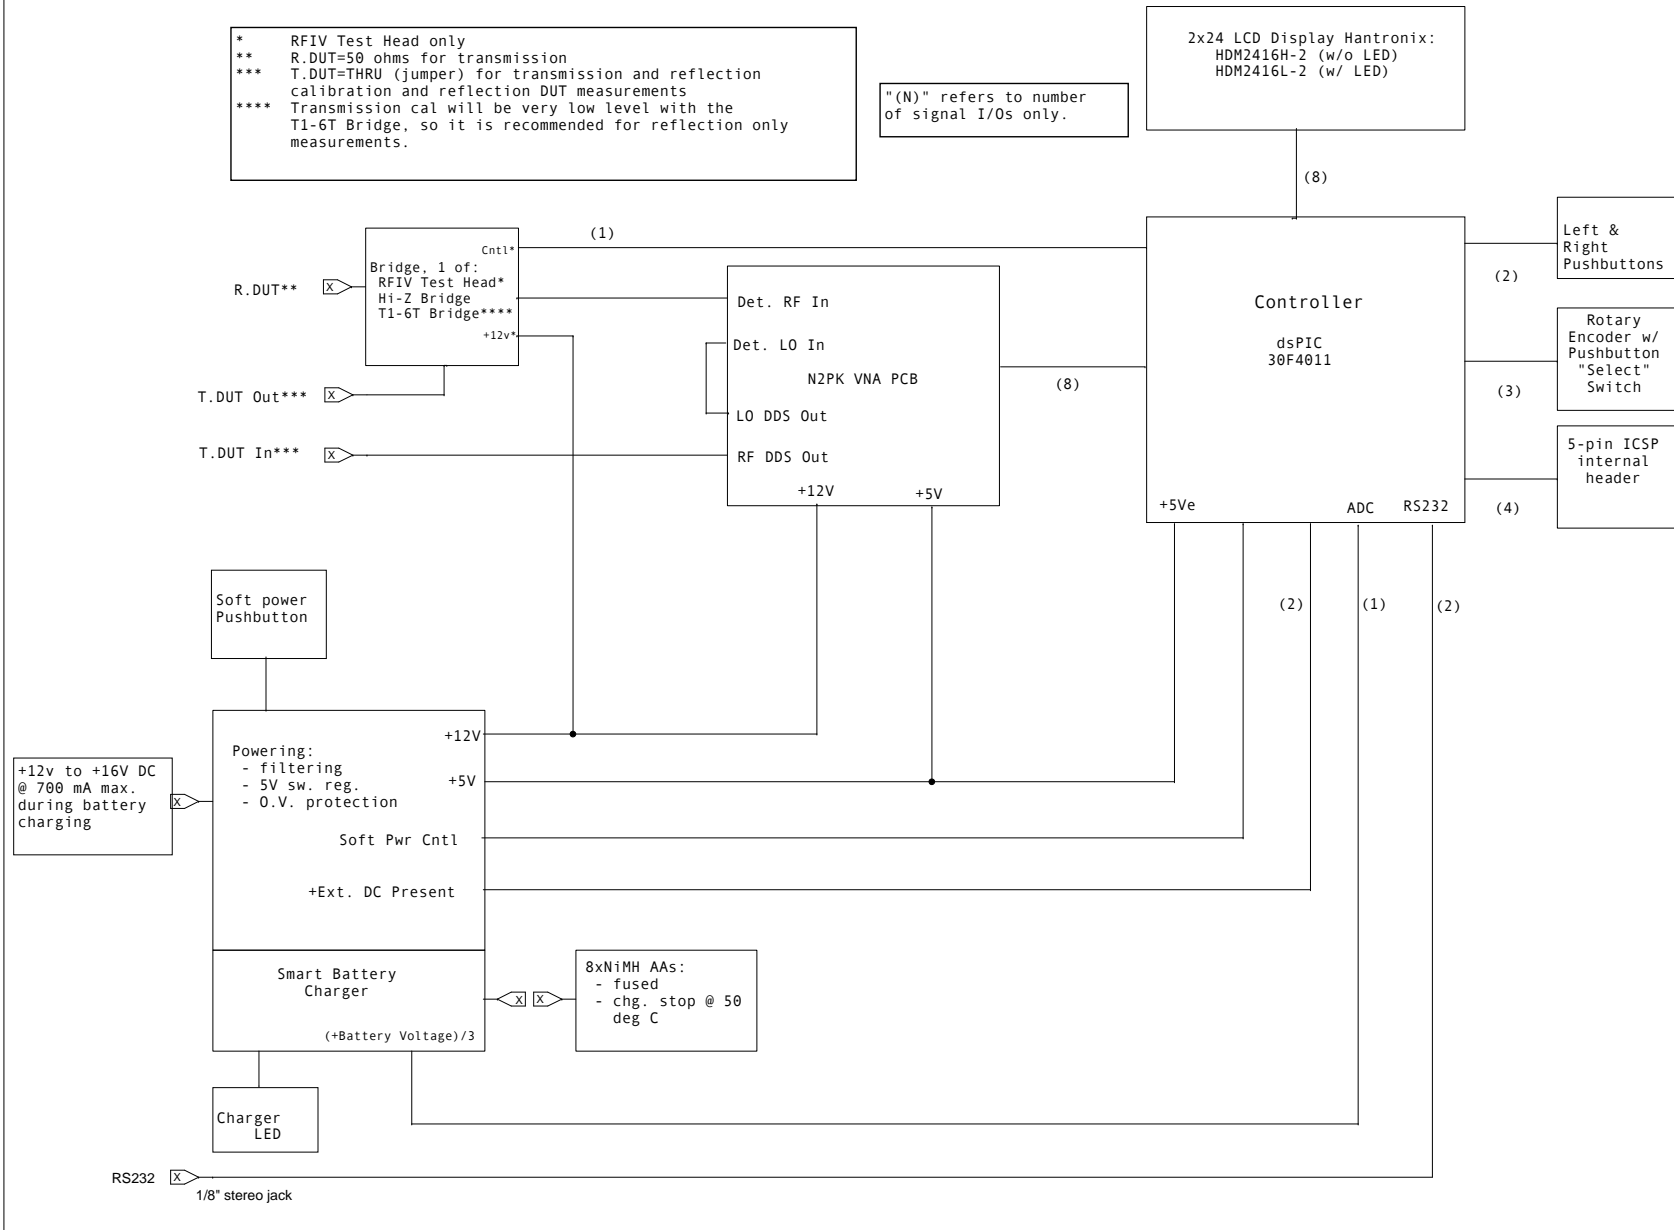 * RFIV Test Head only
** R.DUT=50 ohms for transmission
*** T.DUT=THRU (jumper) for transmission and reflection
calibration and reflection DUT measurements
**** Transmission cal will be very low level with the
T1-6T Bridge, so it is recommended for reflection only
measurements.
"(N)" refers to number
of signal I/Os only.
2x24 LCD Display Hantronix:
HDM2416H-2 (w/o LED)
HDM2416L-2 (w/ LED)
(8)
Left &
Right
Pushbuttons
(2)
(1)
Cntl*
Bridge, 1 of:
RFIV Test Head*
Hi-Z Bridge
T1-6T Bridge****
+12v*
R.DUT**
X
T.DUT Out***
X
T.DUT In***
X
Det. RF In
Det. LO In
N2PK VNA PCB
LO DDS Out
RF DDS Out
+12V
+5V
(8)
Controller
dsPIC
30F4011
+5Ve
ADC
RS232
Rotary
Encoder w/
Pushbutton
"Select"
Switch
(3)
5-pin ICSP
internal
header
(4)
(2)
(1)
(2)
Soft power
Pushbutton
+12v to +16V DC
@ 700 mA max.
during battery
charging
X
Powering:
- filtering
- 5V sw. reg.
- O.V. protection
+12V
+5V
Soft Pwr Cntl
+Ext. DC Present
Smart Battery
Charger
(+Battery Voltage)/3
X
X
8xNiMH AAs:
- fused
- chg. stop @ 50
deg C
Charger
LED
RS232
X
1/8" stereo jack